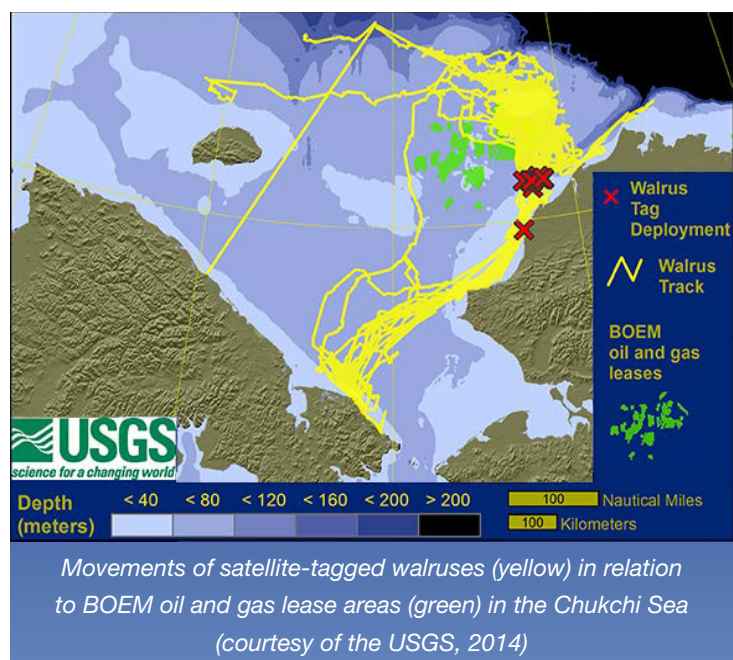 Walrus
Tag
Deployment
Walrus
Track
BOEM
oil and gas
leases
USGS
science for a changing world
Depth
(meters)
< 40 < 80 < 120 < 160 < 200 > 200
100 Nautical Miles
100 Kilometers
Movements of satellite-tagged walruses (yellow) in relation
to BOEM oil and gas lease areas (green) in the Chukchi Sea
(courtesy of the USGS, 2014)